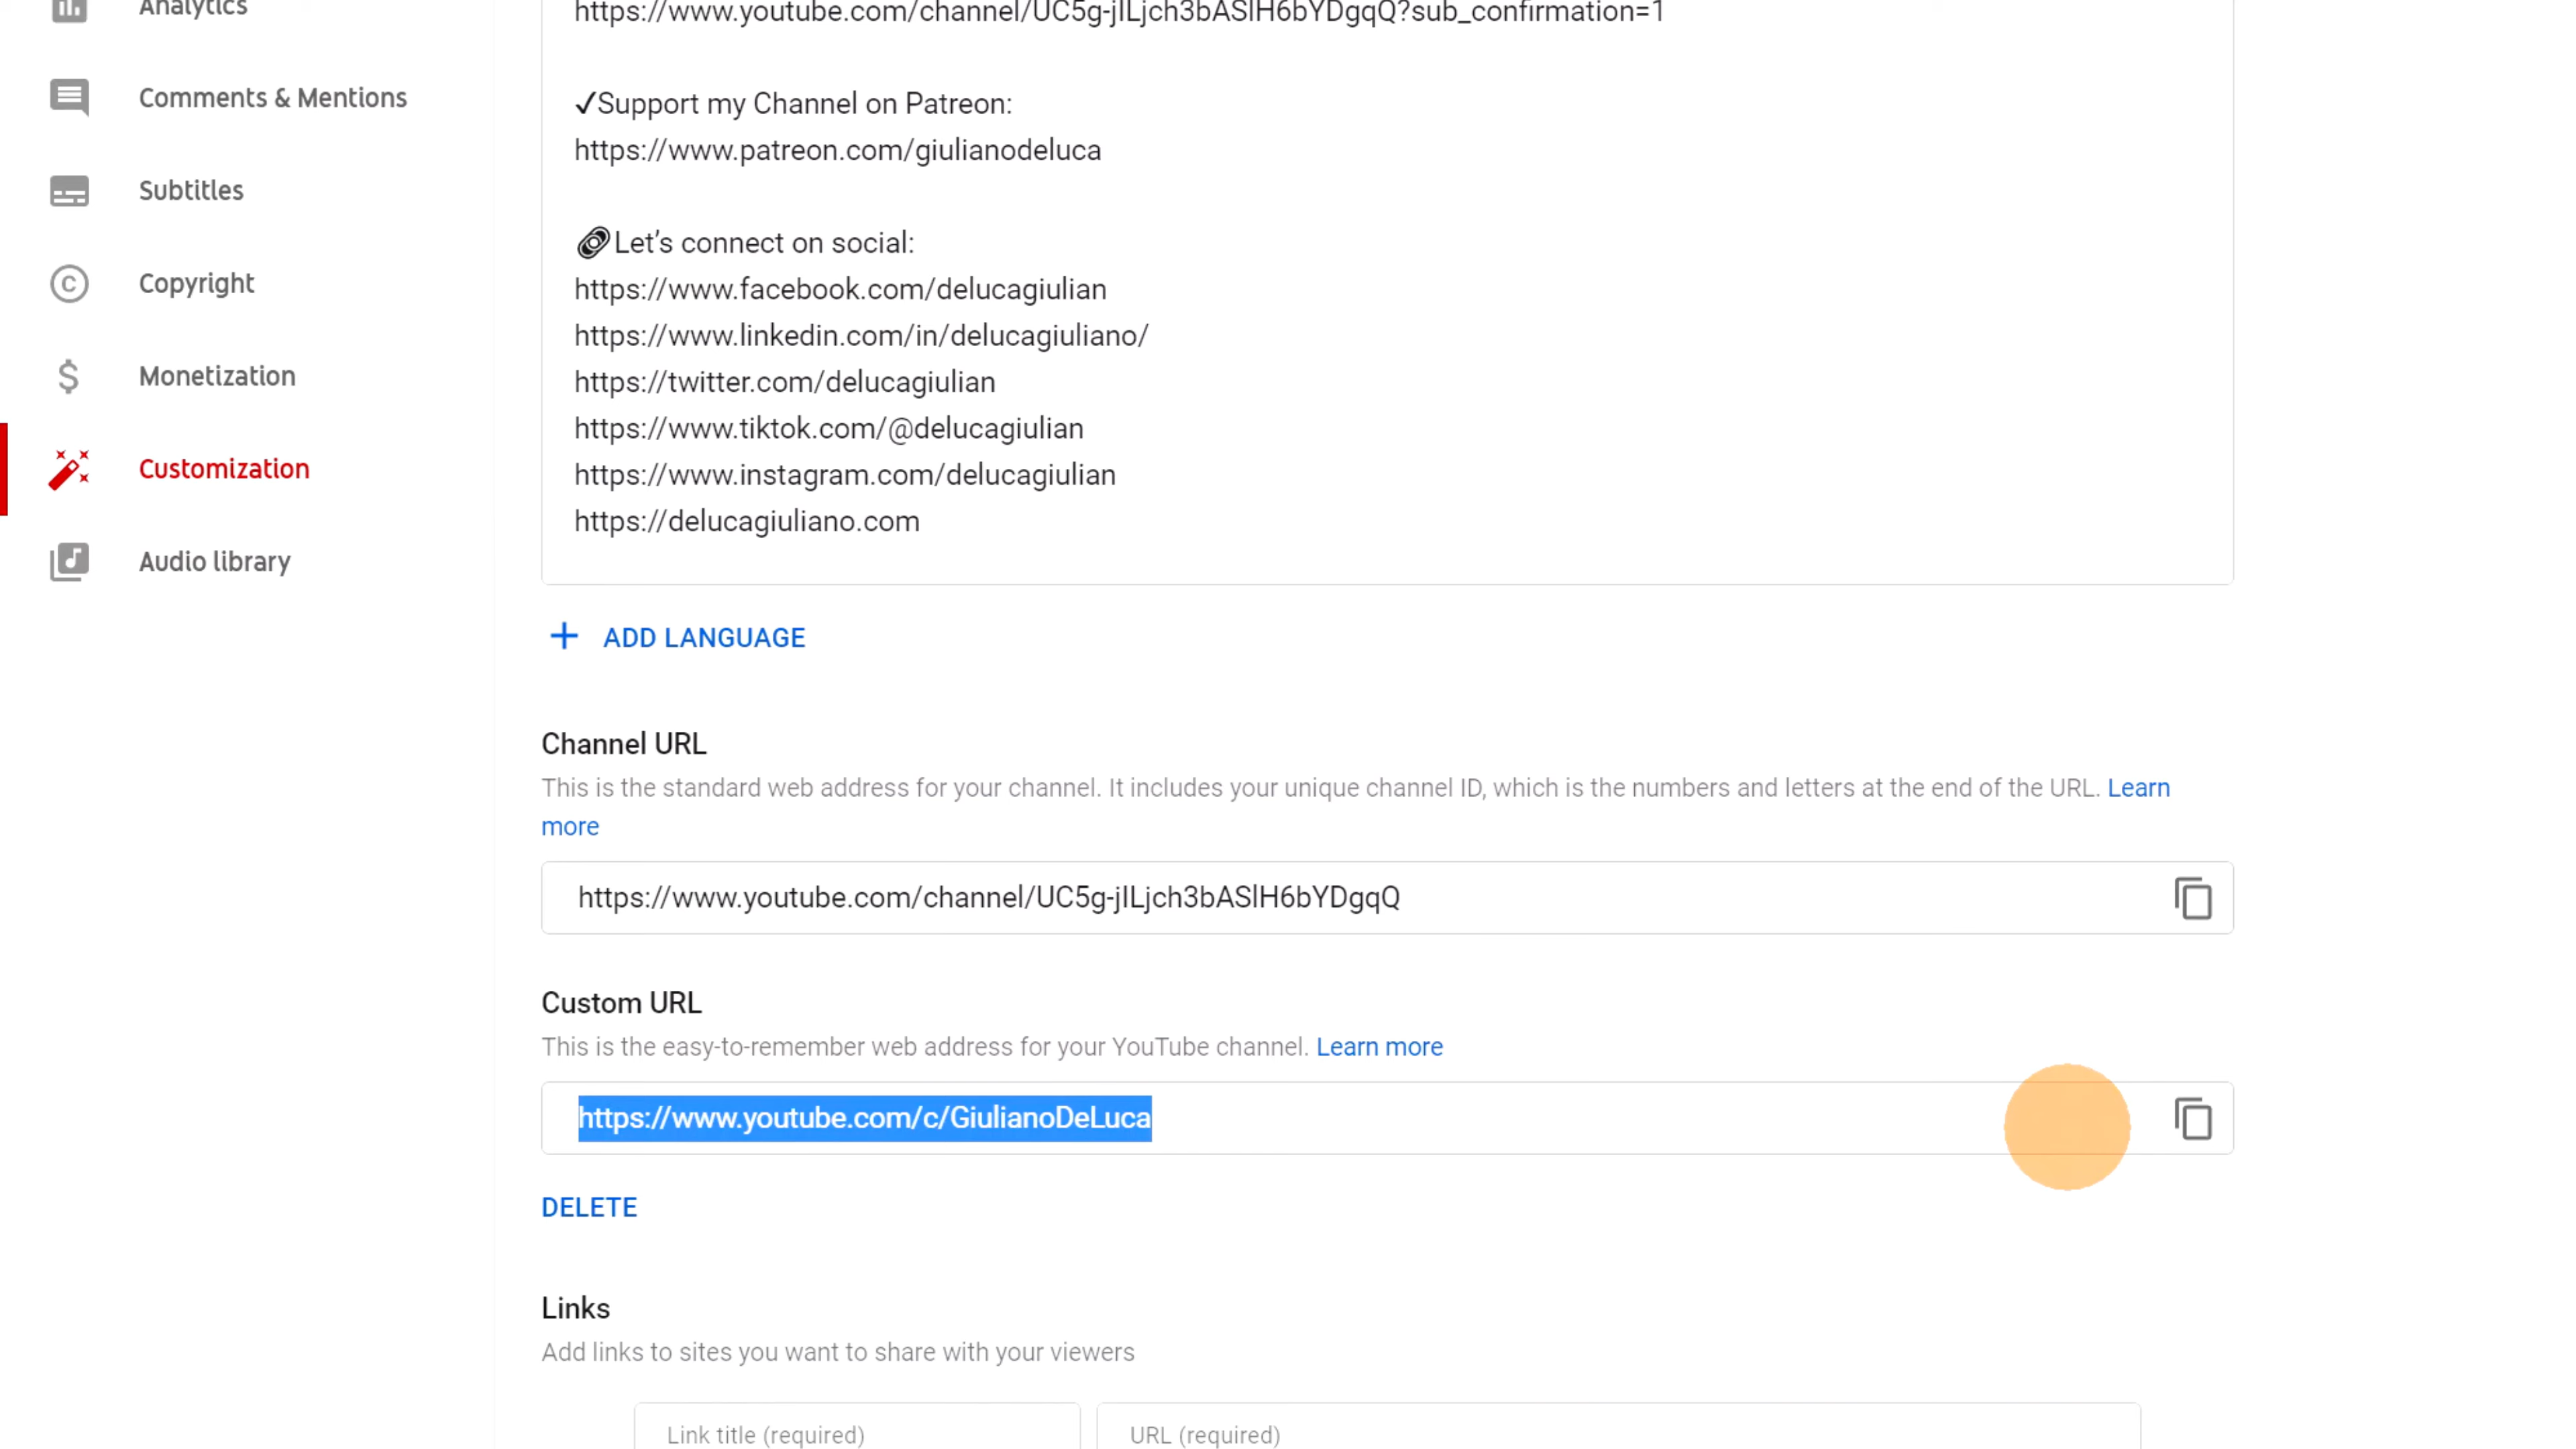 Analytics
Comments & Mentions
Subtitles
Copyright
Monetization
Customization
Audio library
https://www.youtube.com/channel/UC5g-jILjch3bASlH6bYDgqQ?sub_confirmation=1
✓Support my Channel on Patreon:
https://www.patreon.com/giulianodeluca
🔗Let's connect on social:
https://www.facebook.com/delucagiulian
https://www.linkedin.com/in/delucagiuliano/
https://twitter.com/delucagiulian
https://www.tiktok.com/@delucagiulian
https://www.instagram.com/delucagiulian
https://delucagiuliano.com
+ ADD LANGUAGE
Channel URL
This is the standard web address for your channel. It includes your unique channel ID, which is the numbers and letters at the end of the URL. Learn
more
https://www.youtube.com/channel/UC5g-jILjch3bASlH6bYDgqQ
Custom URL
This is the easy-to-remember web address for your YouTube channel. Learn more
https://www.youtube.com/c/GiulianoDeLuca
DELETE
Links
Add links to sites you want to share with your viewers
Link title (required) URL (required)